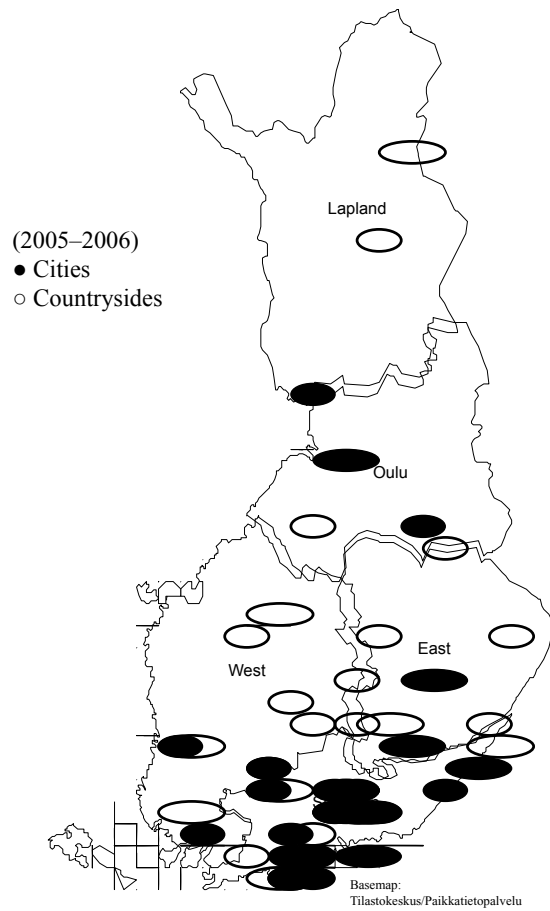 Lapland
(2005–2006)
● Cities
○ Countrysides
Oulu
East
West
Basemap:
Tilastokeskus/Paikkatietopalvelu